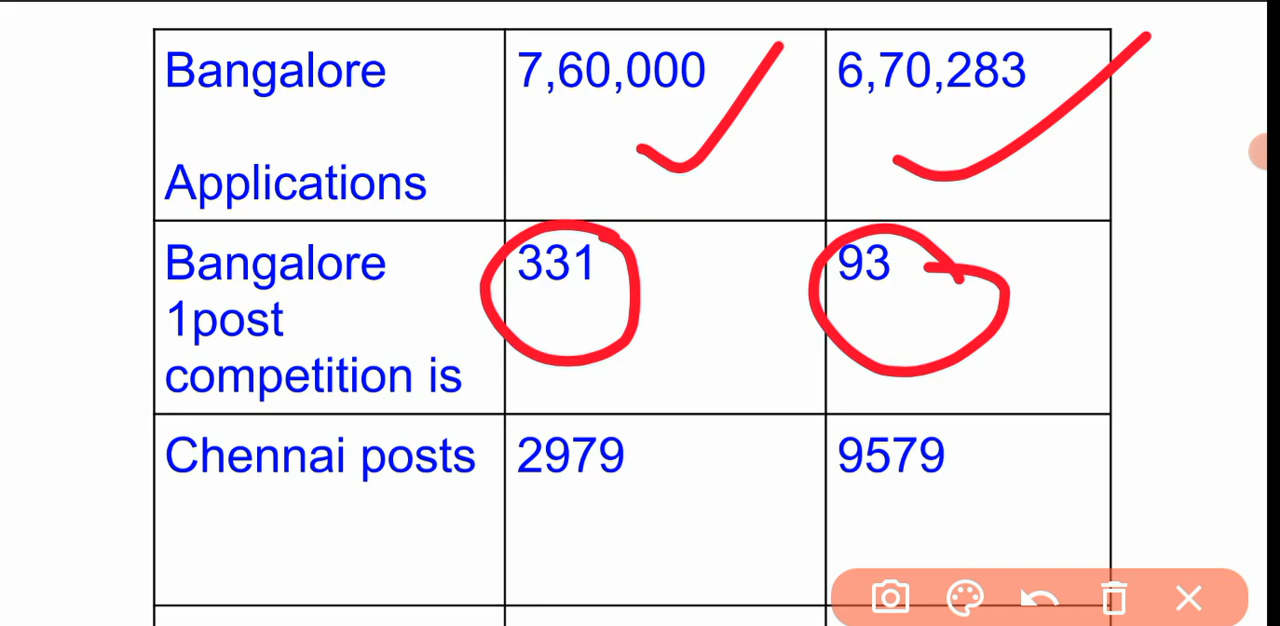 Bangalore 7,60,000 6,70,283
Applications
Bangalore 331 93
1post
competition is
Chennai posts 2979 9579